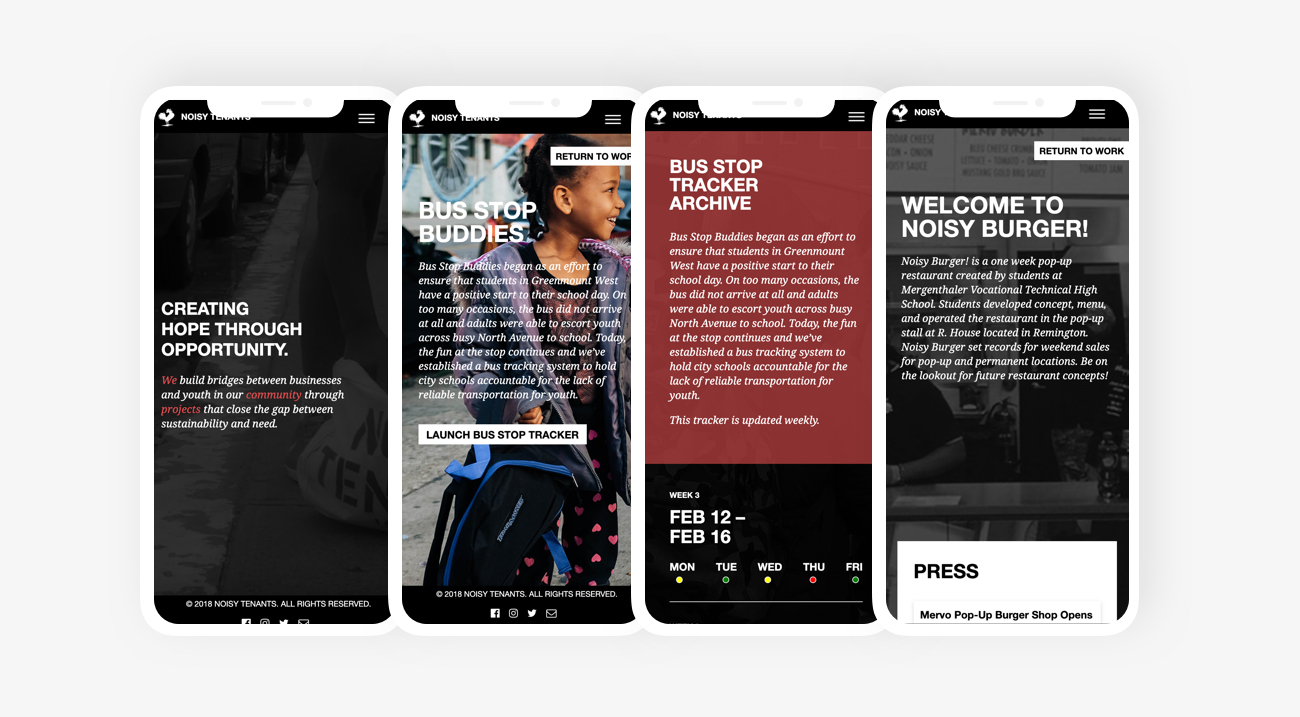 NOISY TENANTS
CREATING
HOPE THROUGH
OPPORTUNITY.
We build bridges between businesses
and youth in our community through
projects that close the gap between
sustainability and need.
© 2018 NOISY TENANTS. ALL RIGHTS RESERVED.
NOISY TENANTS
RETURN TO WOR
BUS STOP
BUDDIES
Bus Stop Buddies began as an effort to
ensure that students in Greenmount West
have a positive start to their school day. On
too many occasions, the bus did not arrive
at all and adults were able to escort youth
across busy North Avenue to school. Today,
the fun at the stop continues and we've
established a bus tracking system to hold
city schools accountable for the lack of
reliable transportation for youth.
LAUNCH BUS STOP TRACKER
© 2018 NOISY TENANTS. ALL RIGHTS RESERVED.
NOISY TENANTS
BUS STOP
TRACKER
ARCHIVE
Bus Stop Buddies began as an effort to
ensure that students in Greenmount
West have a positive start to their
school day. On too many occasions, the
bus did not arrive at all and adults
were able to escort youth across busy
North Avenue to school. Today, the fun
at the stop continues and we've
established a bus tracking system to
hold city schools accountable for the
lack of reliable transportation for
youth.
This tracker is updated weekly.
WEEK 3
FEB 12 –
FEB 16
MON TUE WED THU FRI
NOISY
RETURN TO WORK
WELCOME TO
NOISY BURGER!
Noisy Burger! is a one week pop-up
restaurant created by students at
Mergenthaler Vocational Technical High
School. Students developed concept, menu,
and operated the restaurant in the pop-up
stall at R. House located in Remington.
Noisy Burger set records for weekend sales
for pop-up and permanent locations. Be on
the lookout for future restaurant concepts!
PRESS
Mervo Pop-Up Burger Shop Opens